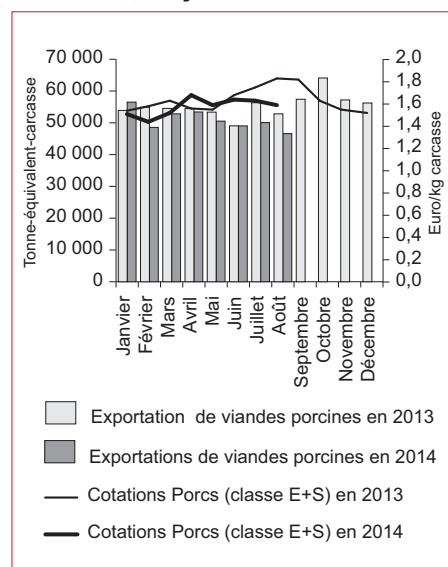 Tonne-équivalent-carcasse
70 000
60 000
50 000
40 000
30 000
20 000
10 000
0
2,0
1,8
1,6
1,4
1,2
1,0
0,8
0,6
0,4
0,2
0,0
Euro/kg carcasse
Janvier
Février
Mars
Avril
Mai
Juin
Juillet
Août
Septembre
Octobre
Novembre
Décembre
Exportation de viandes porcines en 2013
Exportations de viandes porcines en 2014
Cotations Porcs (classe E+S) en 2013
Cotations Porcs (classe E+S) en 2014